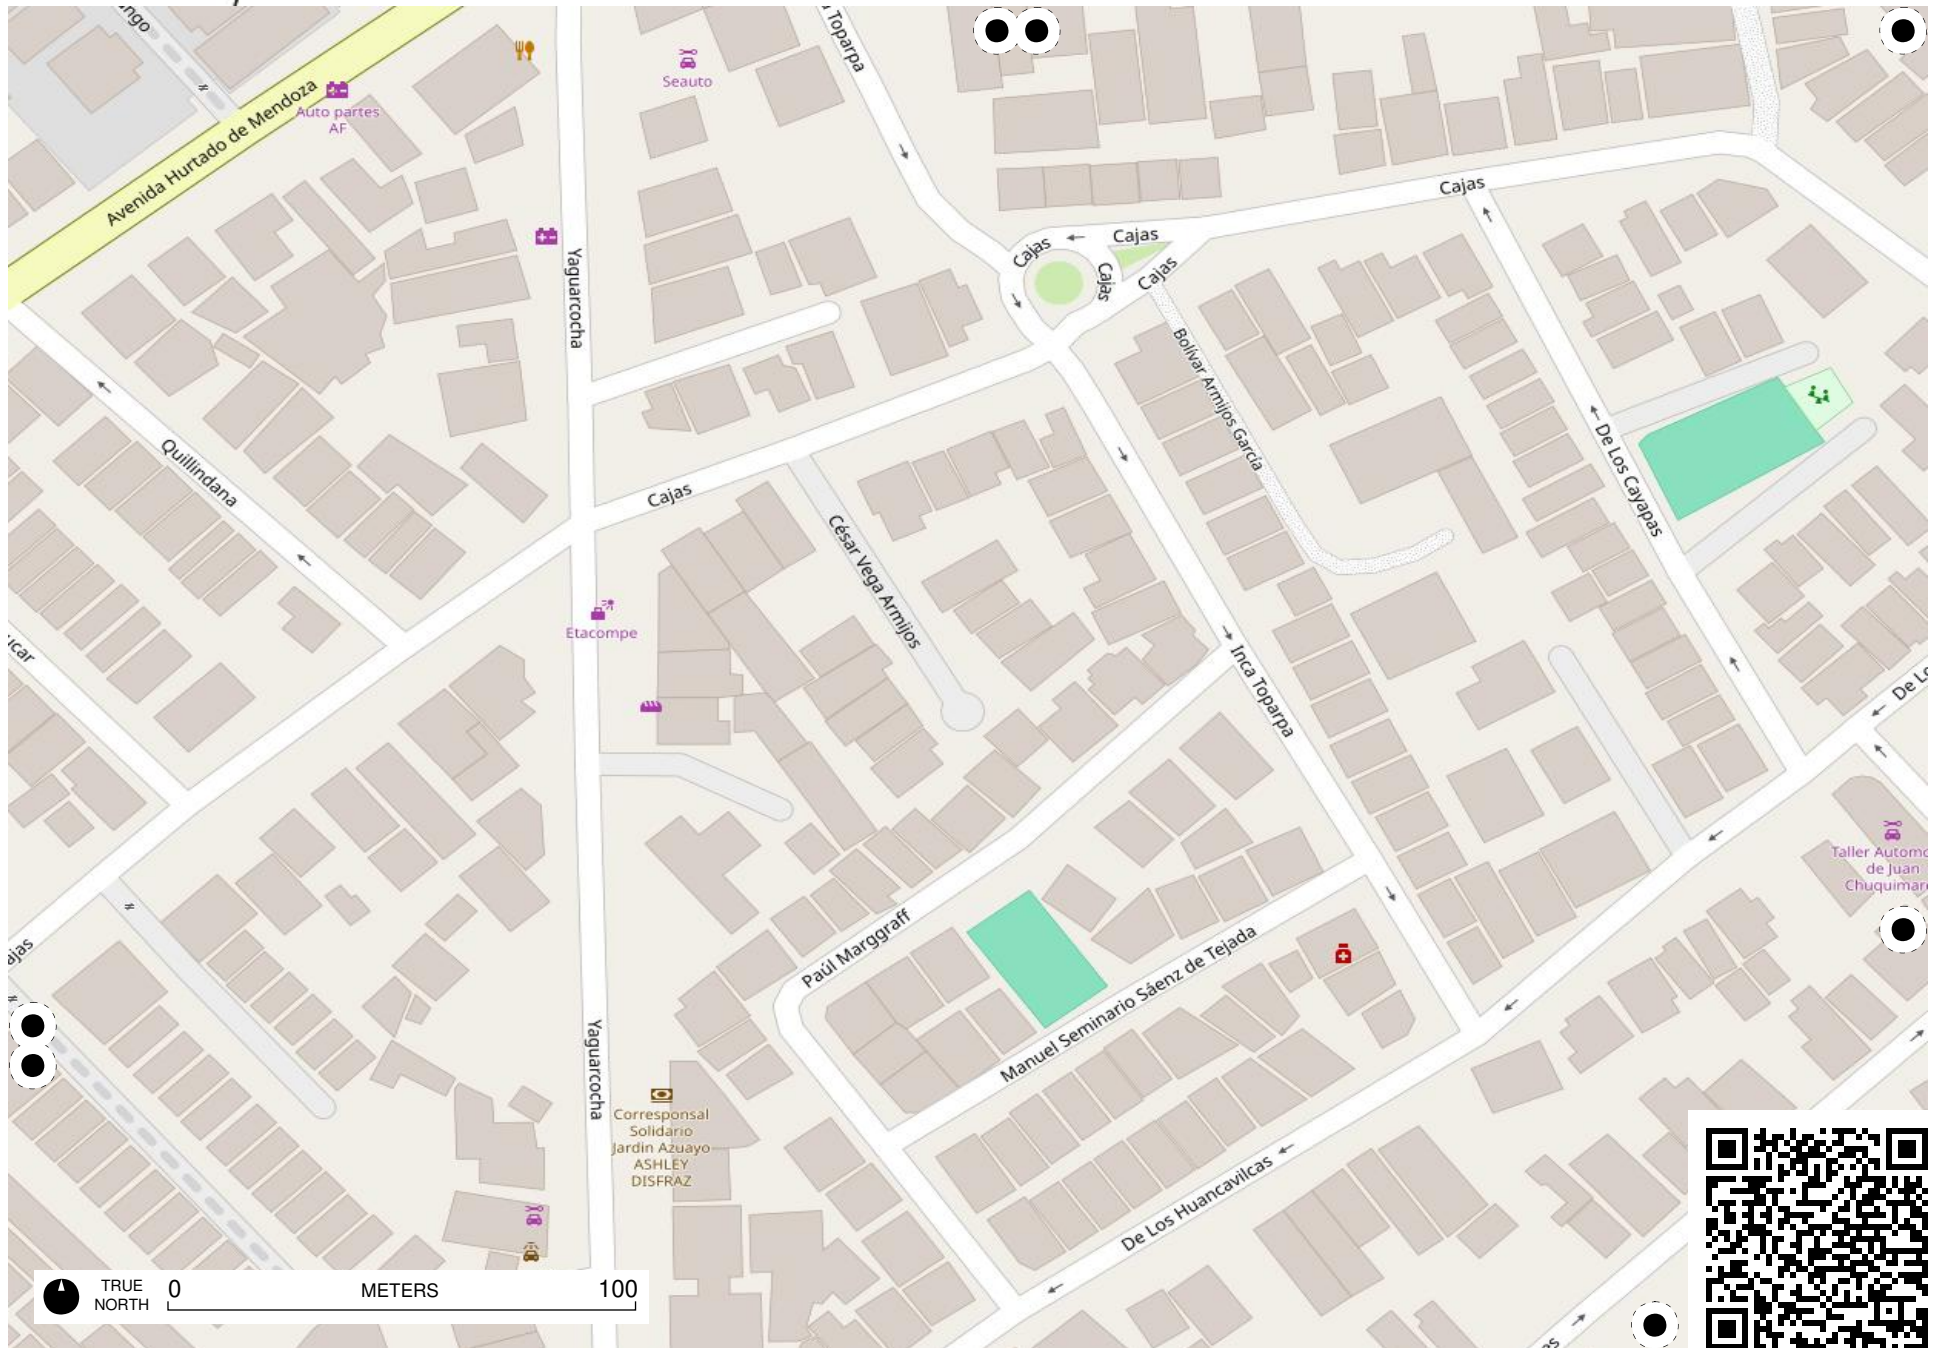 Toparpa
Seauto
Auto partes
AF
Avenida Hurtado de Mendoza
Cajas
Cajas
Cajas
Cajas
Cajas
Yaguarcocha
Bolívar Armijos García
Quillindana
De Los Cayapas
Cajas
César Vega Armijos
Etacompe
Inca Toparpa
De Lo
Taller Automo
de Juan
Chuquimar
Paúl Marggraff
Manuel Seminario Sáenz de Tejada
ajas
Yaguarcocha
Corresponsal
Solidario
Jardin Azuayo
ASHLEY
DISFRAZ
De Los Huancavilcas
TRUE
NORTH
0 METERS 100